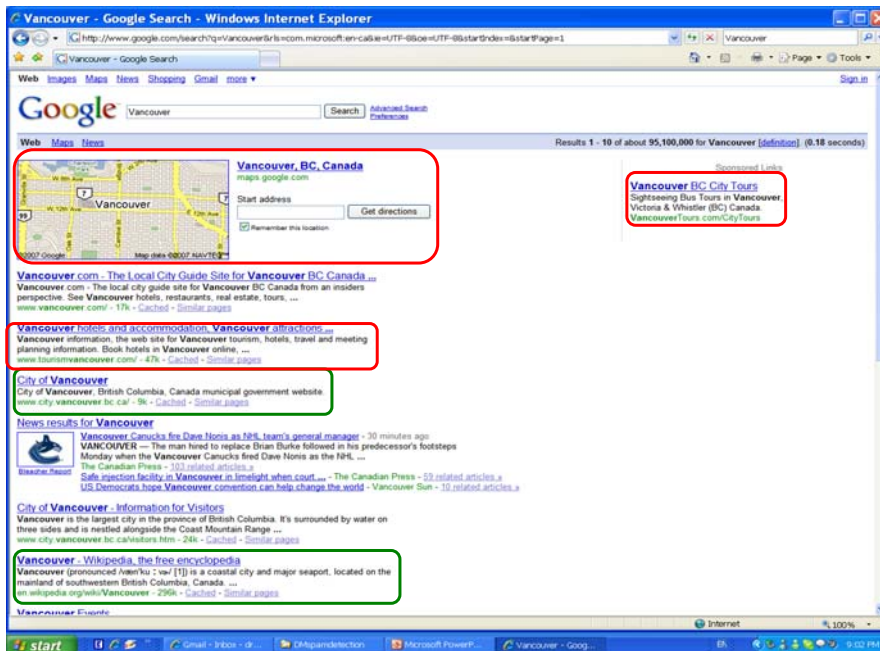 Vancouver - Google Search - Windows Internet Explorer
http://www.google.com/search?q=Vancouver&rls=com.microsoft:en-ca&ie=UTF-8&oe=UTF-8&startIndex=&startPage=1
Vancouver
Vancouver - Google Search
Page
Tools
Web Images Maps News Shopping Gmail more ▼
Sign in
Google
Vancouver
Search
Advanced Search
Preferences
Web Maps News
Results 1 - 10 of about 95,100,000 for Vancouver [definition]. (0.18 seconds)
Vancouver, BC, Canada
maps.google.com
Start address
Get directions
Remember this location
W 12th Ave
E 12th Ave
Vancouver
7
7
99
©2007 Google Map data ©2007 NAVTEQ™
Sponsored Links
Vancouver BC City Tours
Sightseeing Bus Tours in Vancouver,
Victoria & Whistler (BC) Canada.
VancouverTours.com/CityTours
Vancouver.com - The Local City Guide Site for Vancouver BC Canada ...
Vancouver.com - The local city guide site for Vancouver BC Canada from an insiders
perspective. See Vancouver hotels, restaurants, real estate, tours, ...
www.vancouver.com/ - 17k - Cached - Similar pages
Vancouver hotels and accommodation, Vancouver attractions ...
Vancouver information, the web site for Vancouver tourism, hotels, travel and meeting
planning information. Book hotels in Vancouver online, ...
www.tourismvancouver.com/ - 47k - Cached - Similar pages
City of Vancouver
City of Vancouver, British Columbia, Canada municipal government website.
www.city.vancouver.bc.ca/ - 9k - Cached - Similar pages
News results for Vancouver
Vancouver Canucks fire Dave Nonis as NHL team's general manager - 30 minutes ago
VANCOUVER — The man hired to replace Brian Burke followed in his predecessor's footsteps
Monday when the Vancouver Canucks fired Dave Nonis as the NHL ...
The Canadian Press - 103 related articles »
Bleacher Report
Safe injection facility in Vancouver in limelight when court ... - The Canadian Press - 59 related articles »
US Democrats hope Vancouver convention can help change the world - Vancouver Sun - 10 related articles »
City of Vancouver - Information for Visitors
Vancouver is the largest city in the province of British Columbia. It's surrounded by water on
three sides and is nestled alongside the Coast Mountain Range ...
www.city.vancouver.bc.ca/visitors.htm - 24k - Cached - Similar pages
Vancouver - Wikipedia, the free encyclopedia
Vancouver (pronounced /væn'ku ː vɚ/ [1]) is a coastal city and major seaport, located on the
mainland of southwestern British Columbia, Canada. ...
en.wikipedia.org/wiki/Vancouver - 296k - Cached - Similar pages
Vancouver Events
Internet
100%
start
Gmail - Inbox - dr...
DMspamdetection
Microsoft PowerP...
Vancouver - Goog...
EN
9:02 PM